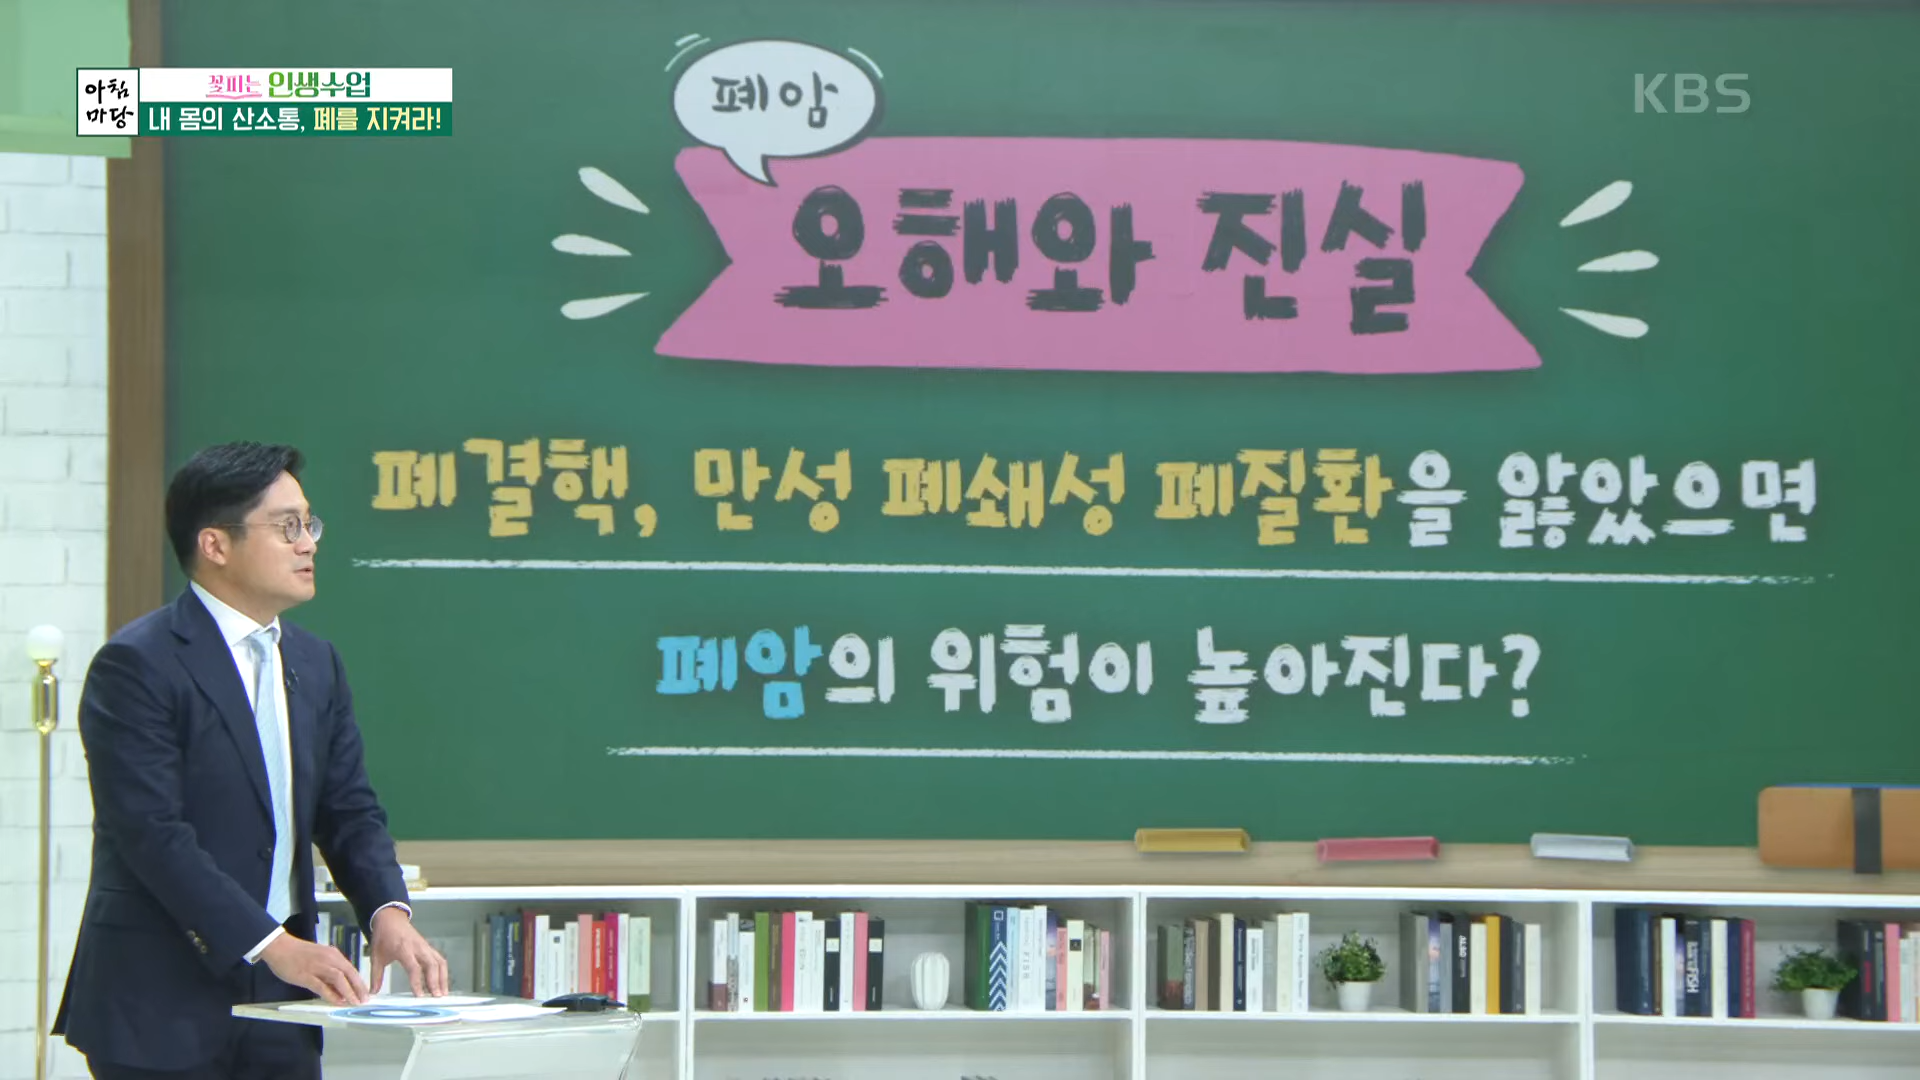 아침
마당
꽃피는 인생수업
내 몸의 산소통, 폐를 지켜라!
KBS
폐암
오해와 진실
폐결핵, 만성 폐쇄성 폐질환을 앓았으면
폐암의 위험이 높아진다?
FISH